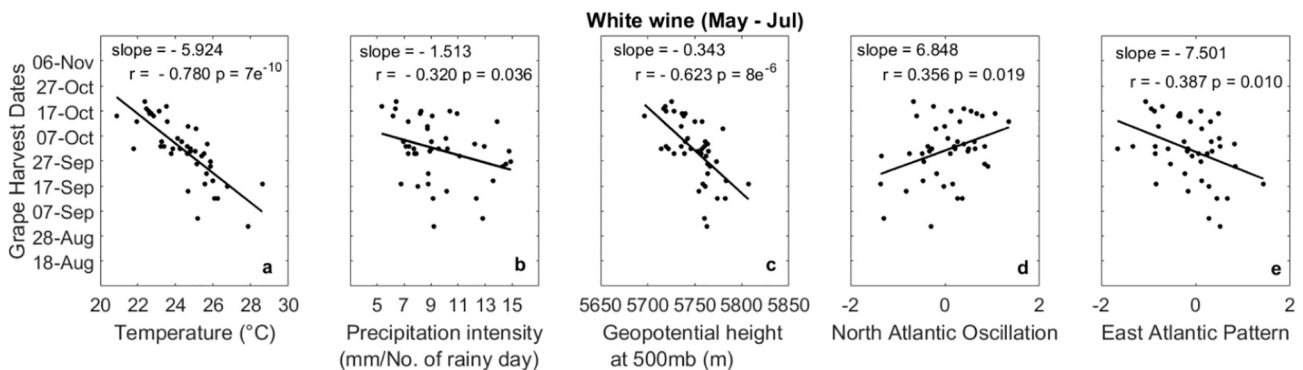 White wine (May - Jul)
Grape Harvest Dates
06-Nov
27-Oct
17-Oct
07-Oct
27-Sep
17-Sep
07-Sep
28-Aug
18-Aug
slope = - 5.924
r = - 0.780 p = 7e-10
a
20 22 24 26 28 30
Temperature (°C)
slope = - 1.513
r = - 0.320 p = 0.036
b
5 7 9 11 13 15
Precipitation intensity
(mm/No. of rainy day)
slope = - 0.343
r = - 0.623 p = 8e-6
c
5650 5700 5750 5800 5850
Geopotential height
at 500mb (m)
slope = 6.848
r = 0.356 p = 0.019
d
-2 0 2
North Atlantic Oscillation
slope = - 7.501
r = - 0.387 p = 0.010
e
-2 0 2
East Atlantic Pattern